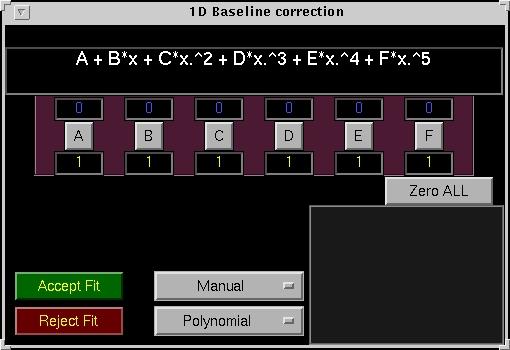 1D Baseline correction
A + B*x + C*x.^2 + D*x.^3 + E*x.^4 + F*x.^5
0 0 0 0 0 0
A B C D E F
1 1 1 1 1 1
Zero ALL
Accept Fit Manual
Reject Fit Polynomial